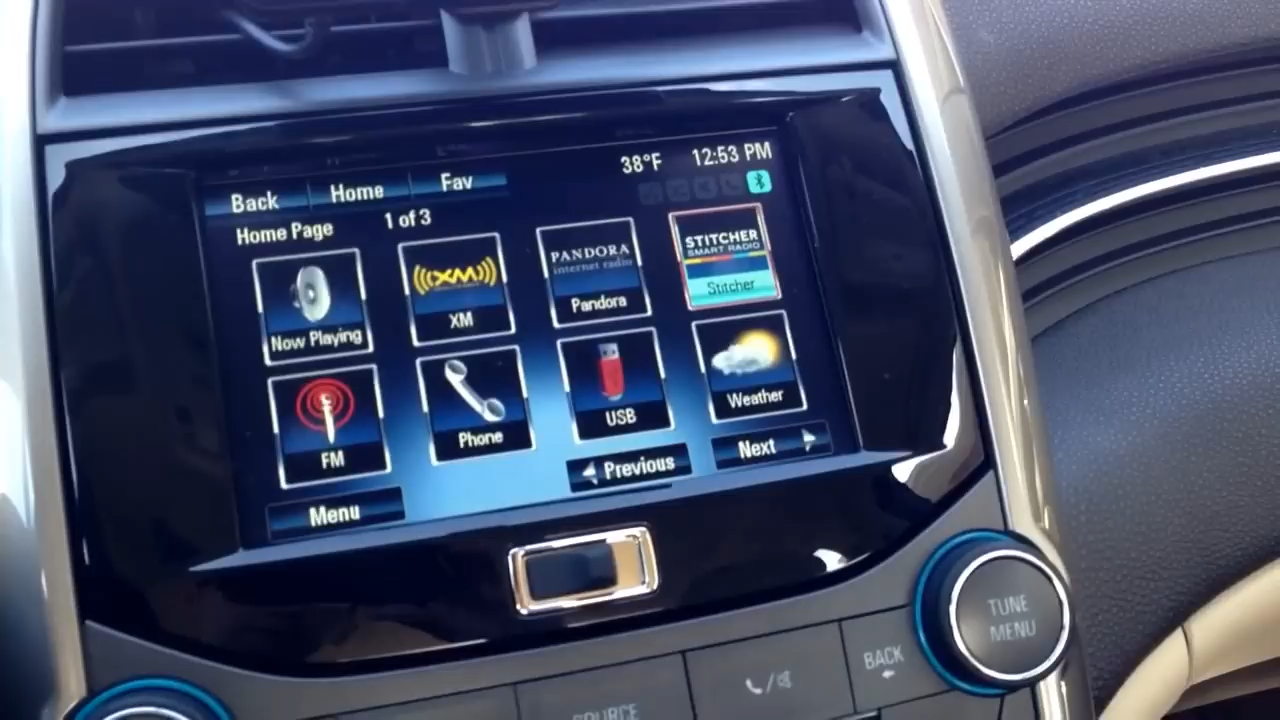 38°F 12:53 PM
Back Home Fav
Home Page 1 of 3
Now Playing
XM
XM
PANDORA
internet radio
Pandora
STITCHER
SMART RADIO
Stitcher
FM
Phone
USB
Weather
Previous
Next
Menu
TUNE
MENU
BACK
SOURCE